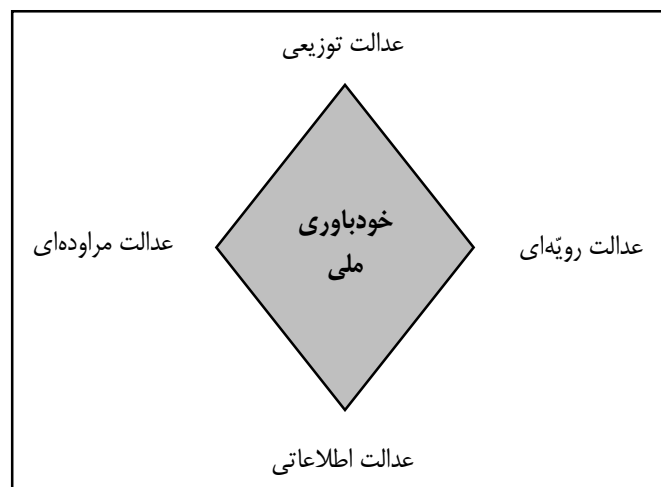 عدالت توزیعی
خودباوری
ملی
عدالت رویّه‌ای
عدالت مراوده‌ای
عدالت اطلاعاتی